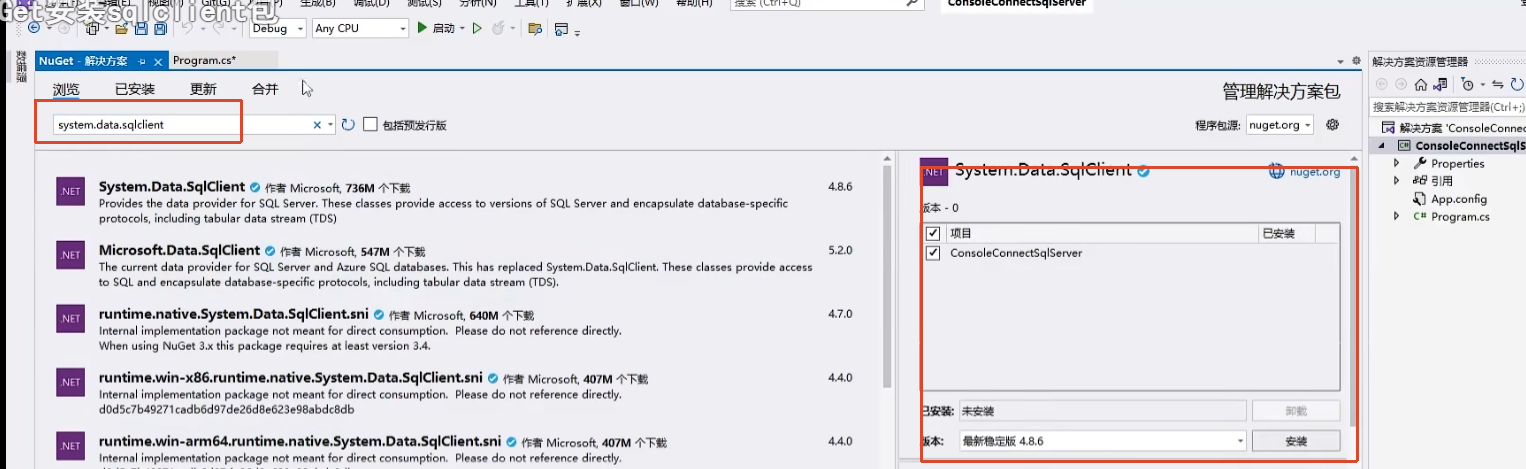 Get安装sqlclient包
ConsoleConnectSqlServer
Debug Any CPU 启动
NuGet - 解决方案 Program.cs*
浏览 已安装 更新 合并
管理解决方案包
system.data.sqlclient
包括预发行版
程序包源: nuget.org
.NET
System.Data.SqlClient 作者 Microsoft, 736M 个下载 4.8.6
Provides the data provider for SQL Server. These classes provide access to versions of SQL Server and encapsulate database-specific
protocols, including tabular data stream (TDS)
.NET
Microsoft.Data.SqlClient 作者 Microsoft, 547M 个下载 5.2.0
The current data provider for SQL Server and Azure SQL databases. This has replaced System.Data.SqlClient. These classes provide access
to SQL and encapsulate database-specific protocols, including tabular data stream (TDS).
.NET
runtime.native.System.Data.SqlClient.sni 作者 Microsoft, 640M 个下载 4.7.0
Internal implementation package not meant for direct consumption. Please do not reference directly.
When using NuGet 3.x this package requires at least version 3.4.
.NET
runtime.win-x86.runtime.native.System.Data.SqlClient.sni 作者 Microsoft, 407M 个下载 4.4.0
Internal implementation package not meant for direct consumption. Please do not reference directly.
d0d5c7b49271cadb6d97de26d8e623e98abdc8db
.NET
runtime.win-arm64.runtime.native.System.Data.SqlClient.sni 作者 Microsoft, 407M 个下载 4.4.0
Internal implementation package not meant for direct consumption. Please do not reference directly.
.NET
System.Data.SqlClient
nuget.org
版本 - 0
项目 已安装
ConsoleConnectSqlServer
已安装: 未安装 卸载
版本: 最新稳定版 4.8.6 安装
解决方案资源管理器
搜索解决方案资源管理器(Ctrl+;)
解决方案 'ConsoleConnec
ConsoleConnectSqlS
Properties
引用
App.config
C# Program.cs